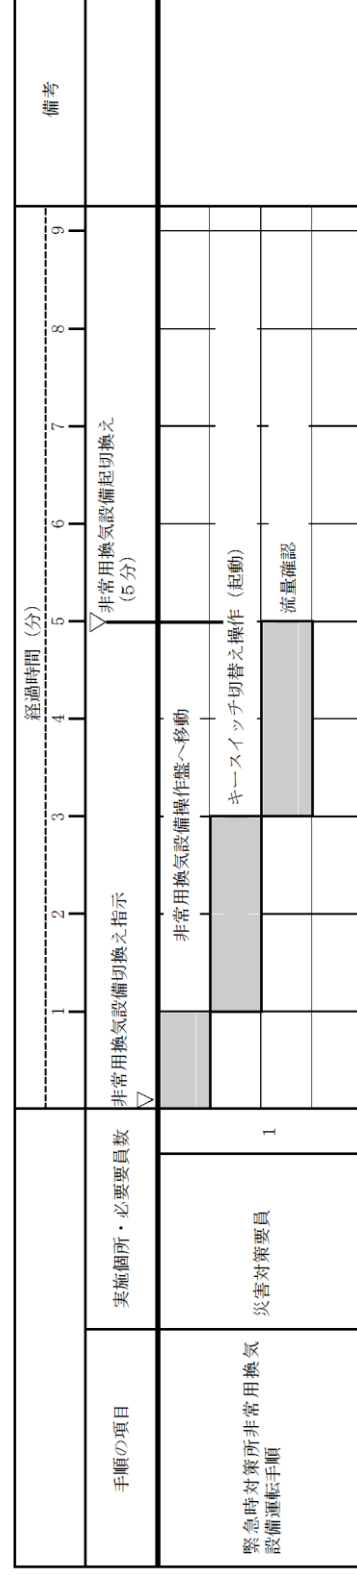 経過時間（分）
備考
1 2 3 4 5 6 7 8 9
手順の項目
実施個所・必要要員数
非常用換気設備切換え指示
▽
▽
非常用換気設備起切換え
（5 分）
緊急時対策所非常用換気
設備運転手順
災害対策要員
1
非常用換気設備操作盤へ移動
キースイッチ切替え操作（起動）
流量確認